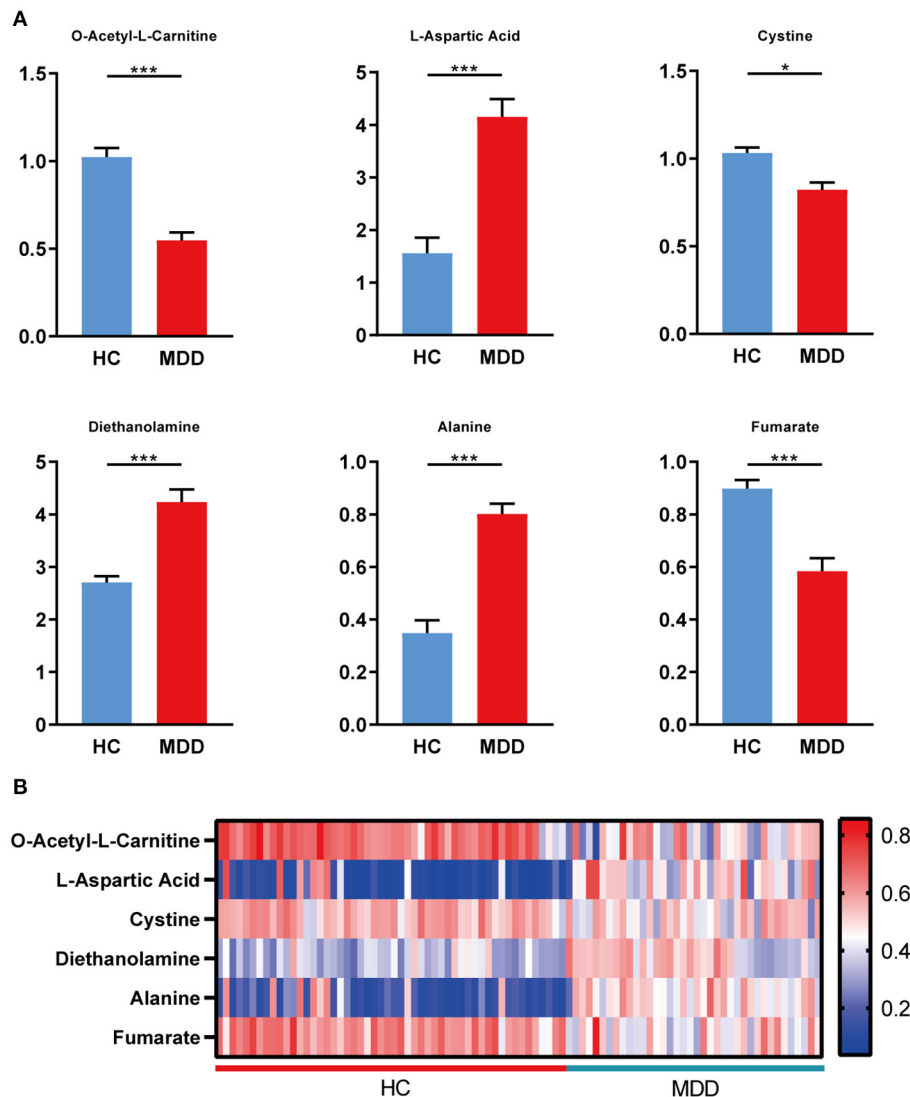 A
O-Acetyl-L-Carnitine
***
1.5
1.0
0.5
0.0
HC MDD
L-Aspartic Acid
***
5
4
3
2
1
0
HC MDD
Cystine
*
1.5
1.0
0.5
0.0
HC MDD
Diethanolamine
***
5
4
3
2
1
0
HC MDD
Alanine
***
1.0
0.8
0.6
0.4
0.2
0.0
HC MDD
Fumarate
***
1.0
0.8
0.6
0.4
0.2
0.0
HC MDD
B
O-Acetyl-L-Carnitine
L-Aspartic Acid
Cystine
Diethanolamine
Alanine
Fumarate
HC MDD
0.8
0.6
0.4
0.2